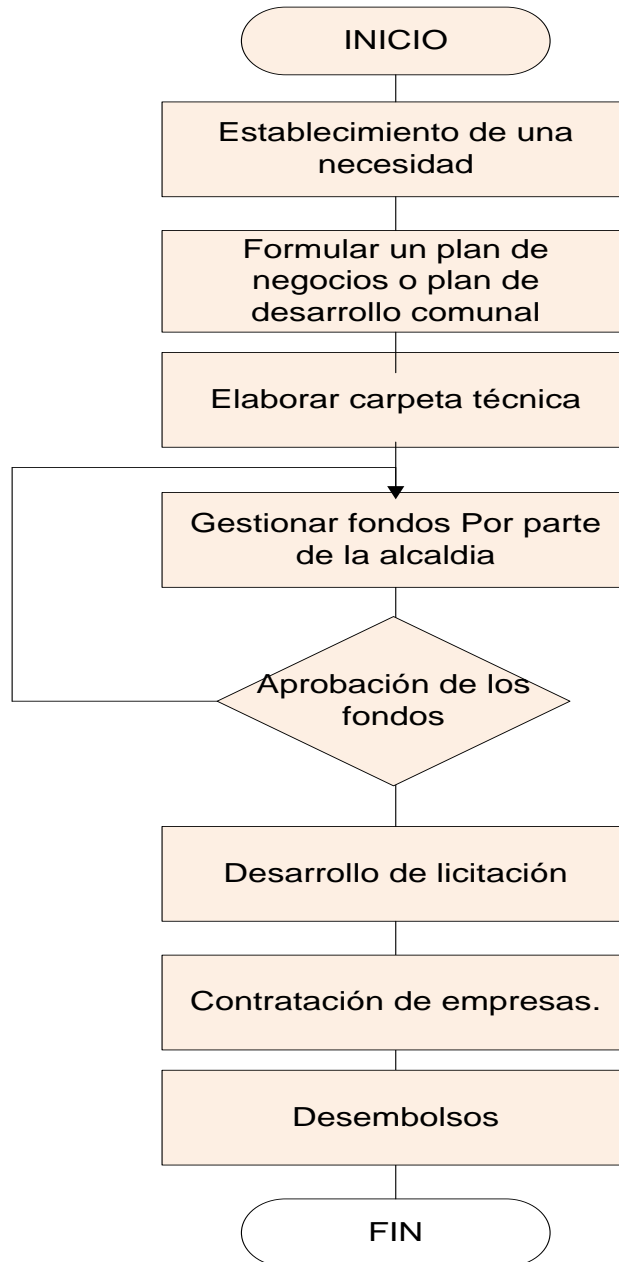 INICIO
Establecimiento de una
necesidad
Formular un plan de
negocios o plan de
desarrollo comunal
Elaborar carpeta técnica
Gestionar fondos Por parte
de la alcaldia
Aprobación de los
fondos
Desarrollo de licitación
Contratación de empresas.
Desembolsos
FIN